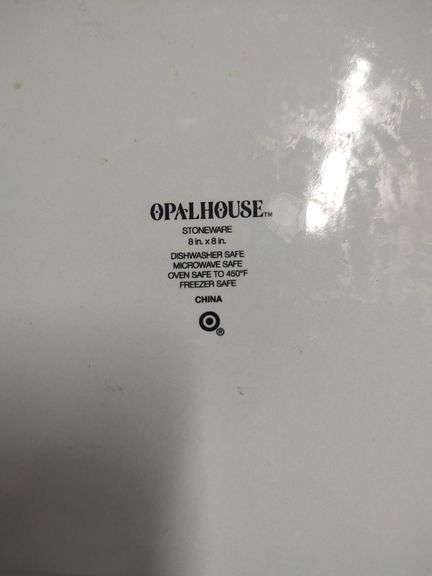 OPALHOUSE™
STONEWARE
8 in. x 8 in.
DISHWASHER SAFE
MICROWAVE SAFE
OVEN SAFE TO 450°F
FREEZER SAFE
CHINA
®